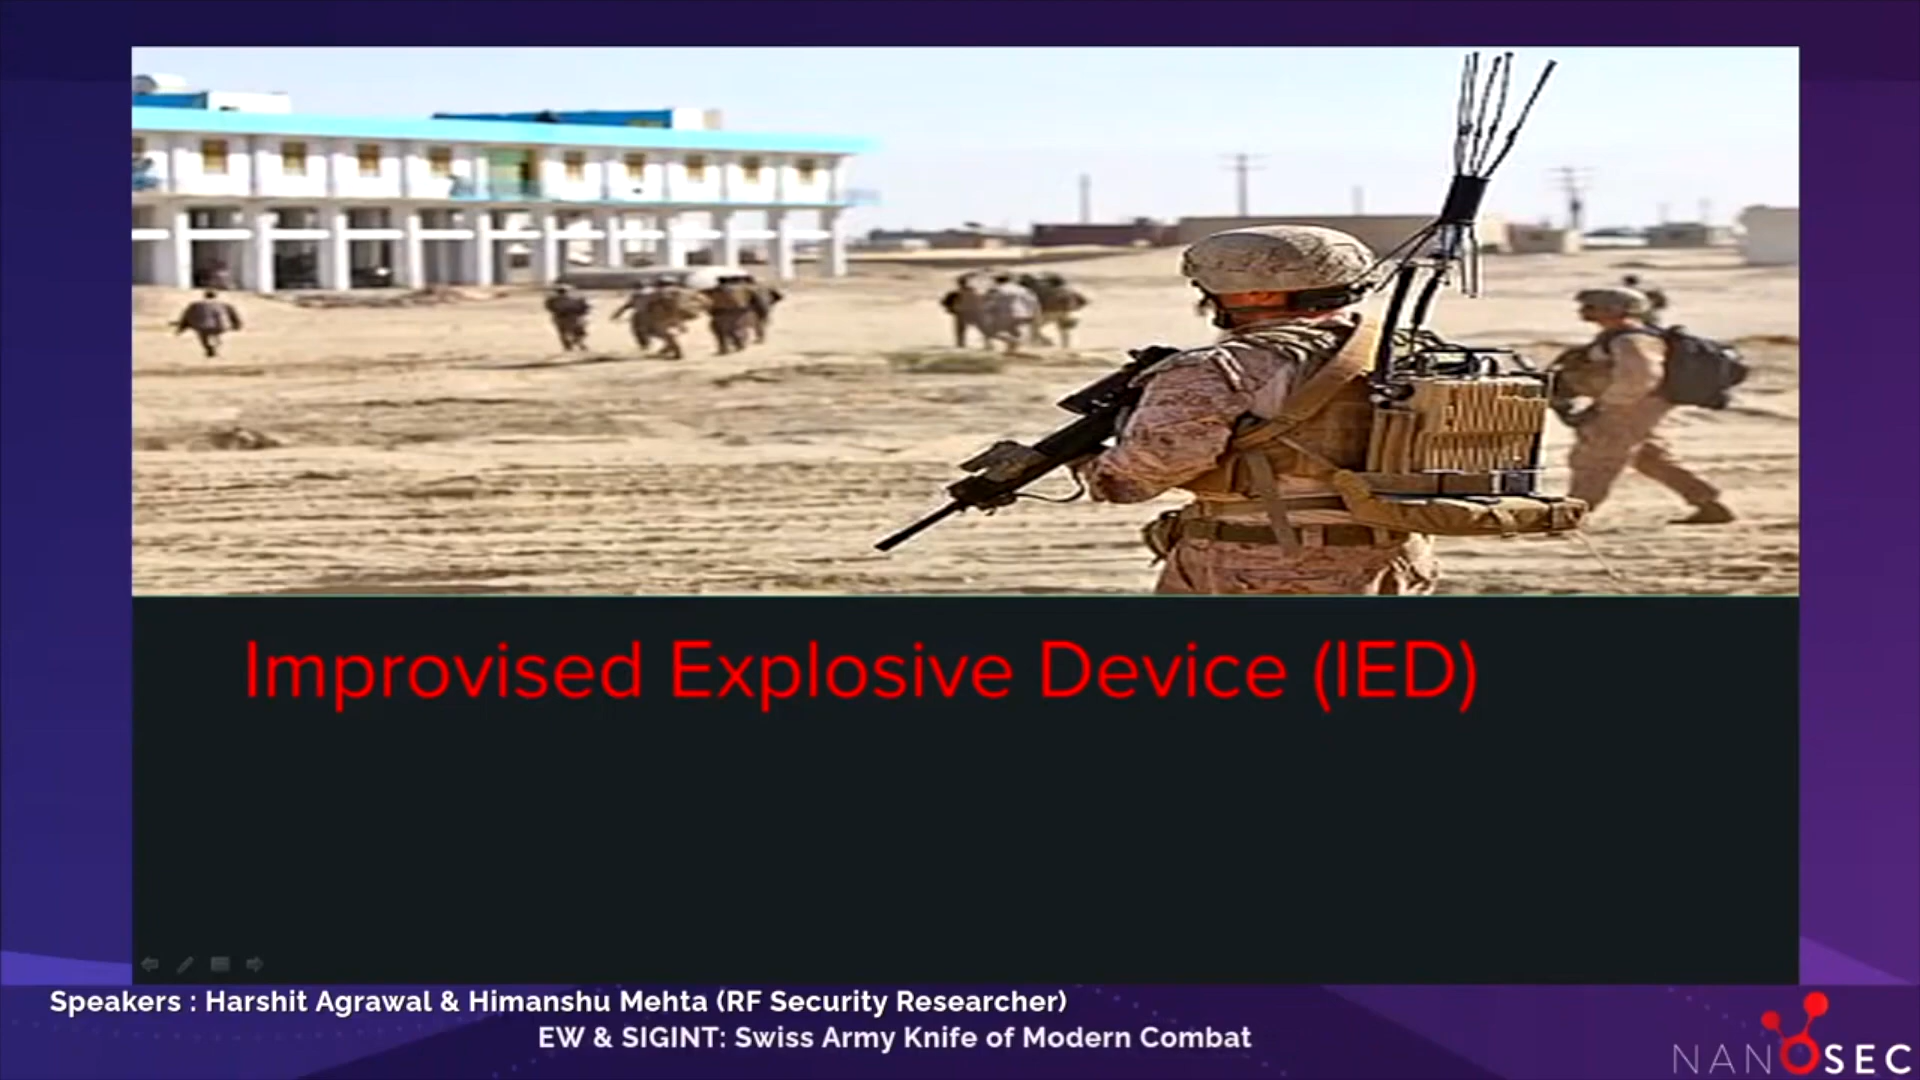 Improvised Explosive Device (IED)
Speakers : Harshit Agrawal & Himanshu Mehta (RF Security Researcher)
EW & SIGINT: Swiss Army Knife of Modern Combat
NANOSEC